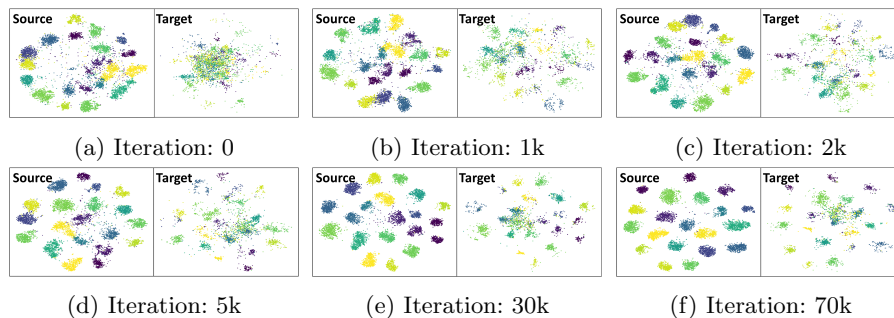 Source Target Source Target Source Target
(a) Iteration: 0 (b) Iteration: 1k (c) Iteration: 2k
Source Target Source Target Source Target
(d) Iteration: 5k (e) Iteration: 30k (f) Iteration: 70k